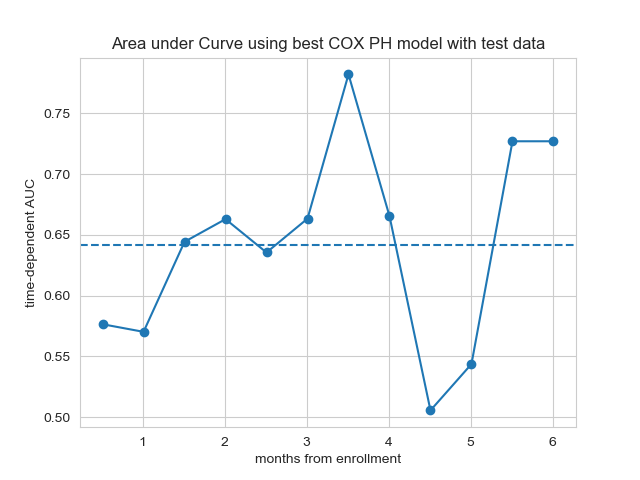 Area under Curve using best COX PH model with test data
time-dependent AUC
0.75
0.70
0.65
0.60
0.55
0.50
1 2 3 4 5 6
months from enrollment